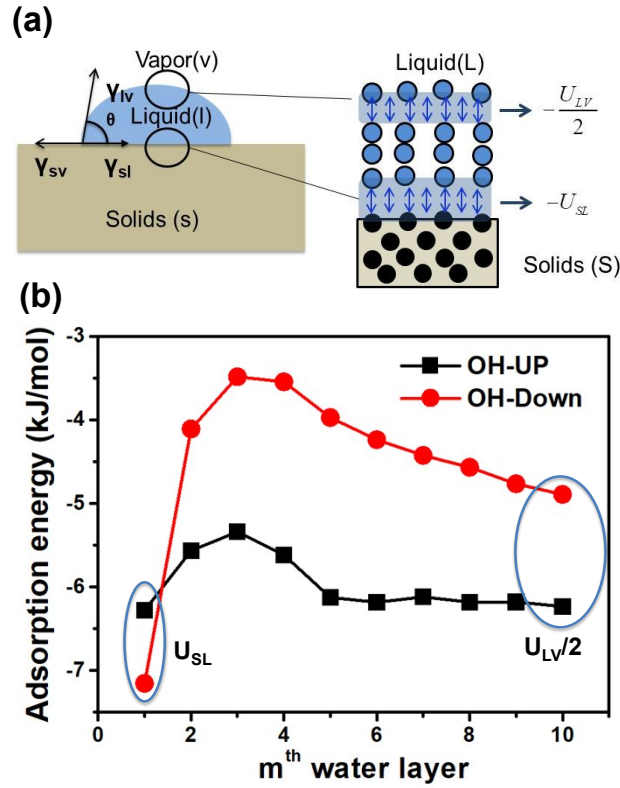 (a)
Vapor(v)
γlv
θ
Liquid(l)
γsv
γsl
Solids (s)
Liquid(L)
-ULV/2
-USL
Solids (S)
(b)
Adsorption energy (kJ/mol)
-3
-4
-5
-6
-7
OH-UP
OH-Down
USL
ULV/2
0 2 4 6 8 10
mth water layer